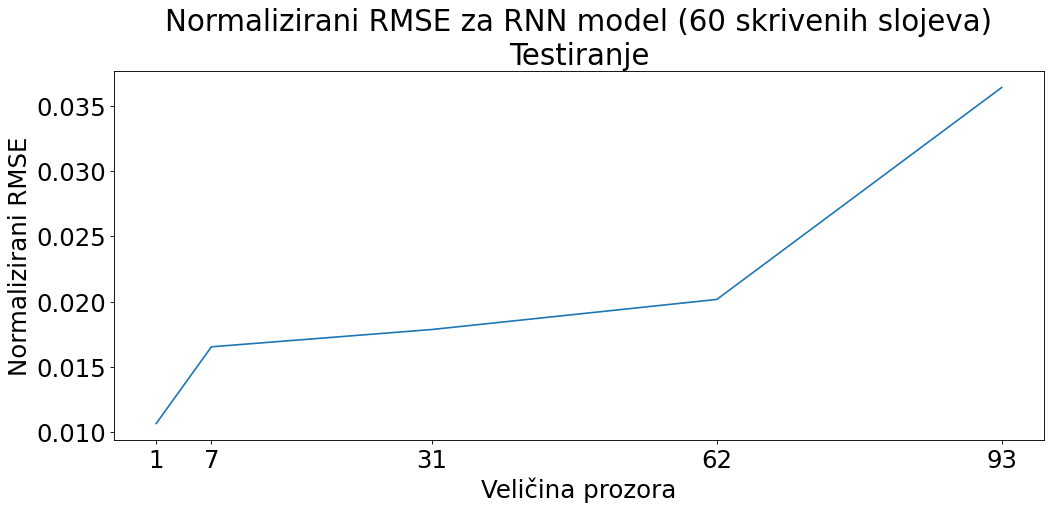 Normalizirani RMSE za RNN model (60 skrivenih slojeva)
Testiranje
Normalizirani RMSE
0.035
0.030
0.025
0.020
0.015
0.010
1 7 31 62 93
Veličina prozora